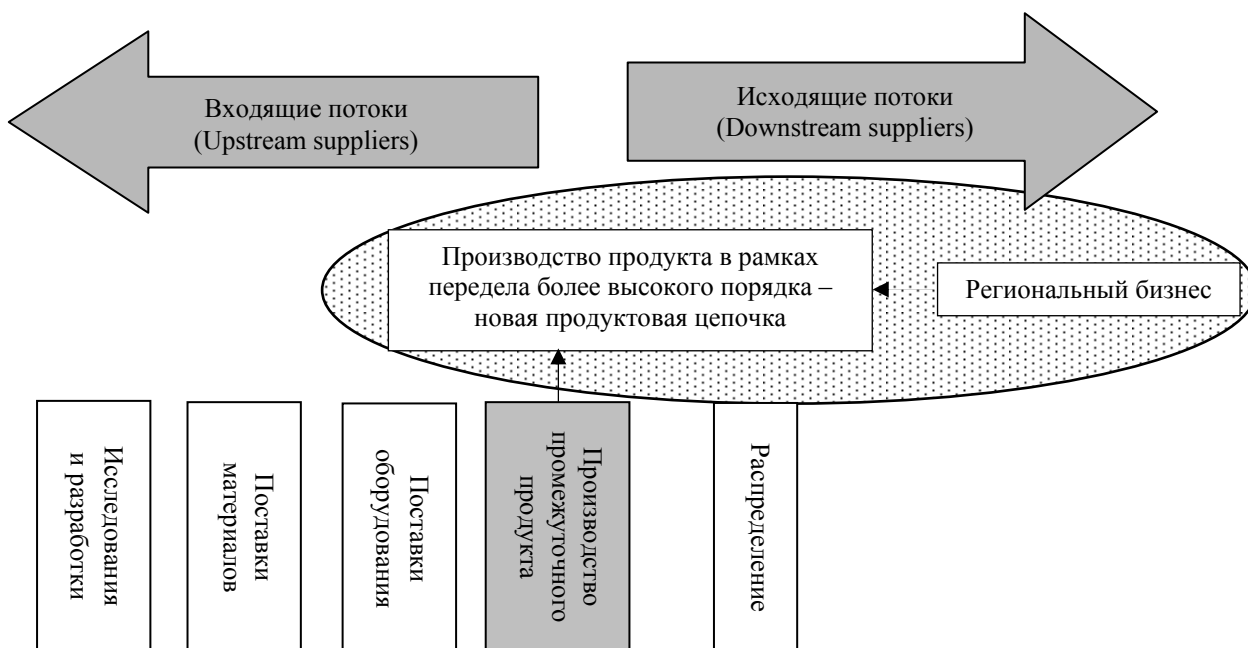 Входящие потоки
(Upstream suppliers)
Исходящие потоки
(Downstream suppliers)
Производство продукта в рамках
передела более высокого порядка –
новая продуктовая цепочка
Региональный бизнес
Исследования
и разработки
Поставки
материалов
Поставки
оборудования
Производство
промежуточного
продукта
Распределение